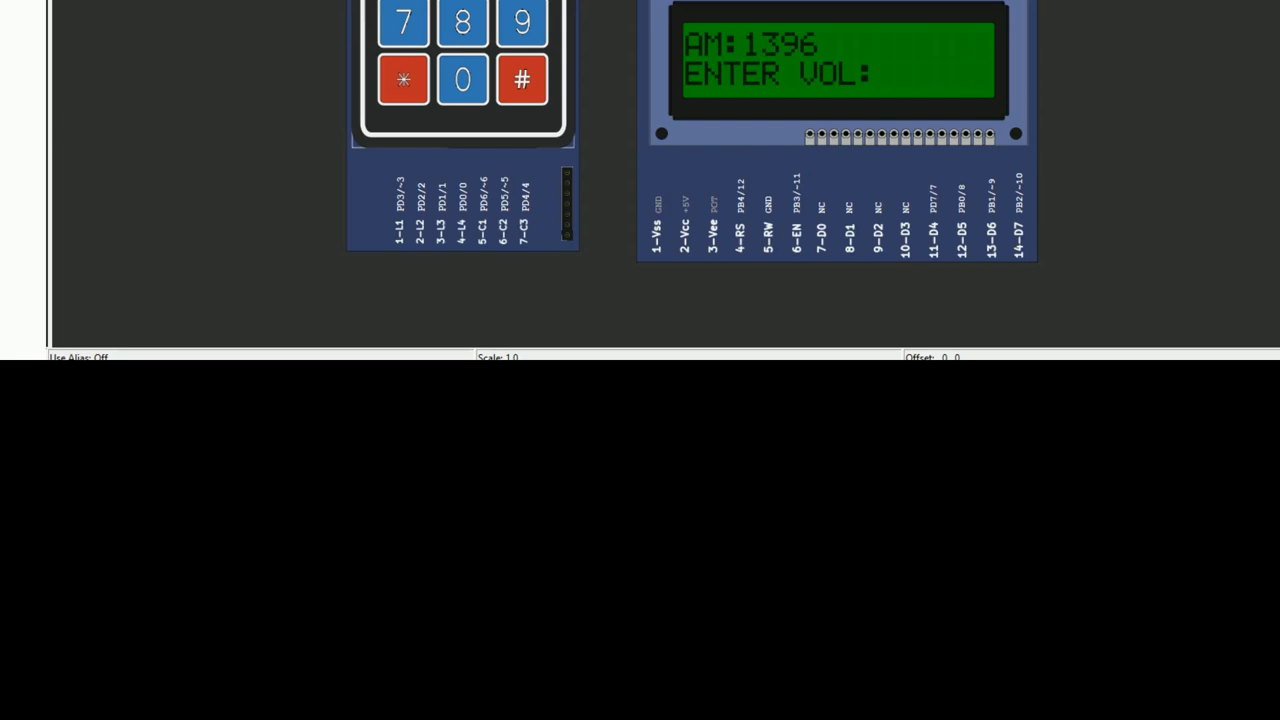 7 8 9
* 0 #
AM:1396
ENTER VOL:
1-L1 PD3/~3
2-L2 PD2/2
3-L3 PD1/1
4-L4 PD0/0
5-C1 PD6/~6
6-C2 PD5/~5
7-C3 PD4/4
1-Vss GND
2-Vcc +5V
3-Vee POT
4-RS PB4/12
5-RW GND
6-EN PB3/~11
7-D0 NC
8-D1 NC
9-D2 NC
10-D3 NC
11-D4 PD7/7
12-D5 PB0/8
13-D6 PB1/~9
14-D7 PB2/~10
Use Alias: Off
Scale: 1.0
Offset: 0 0